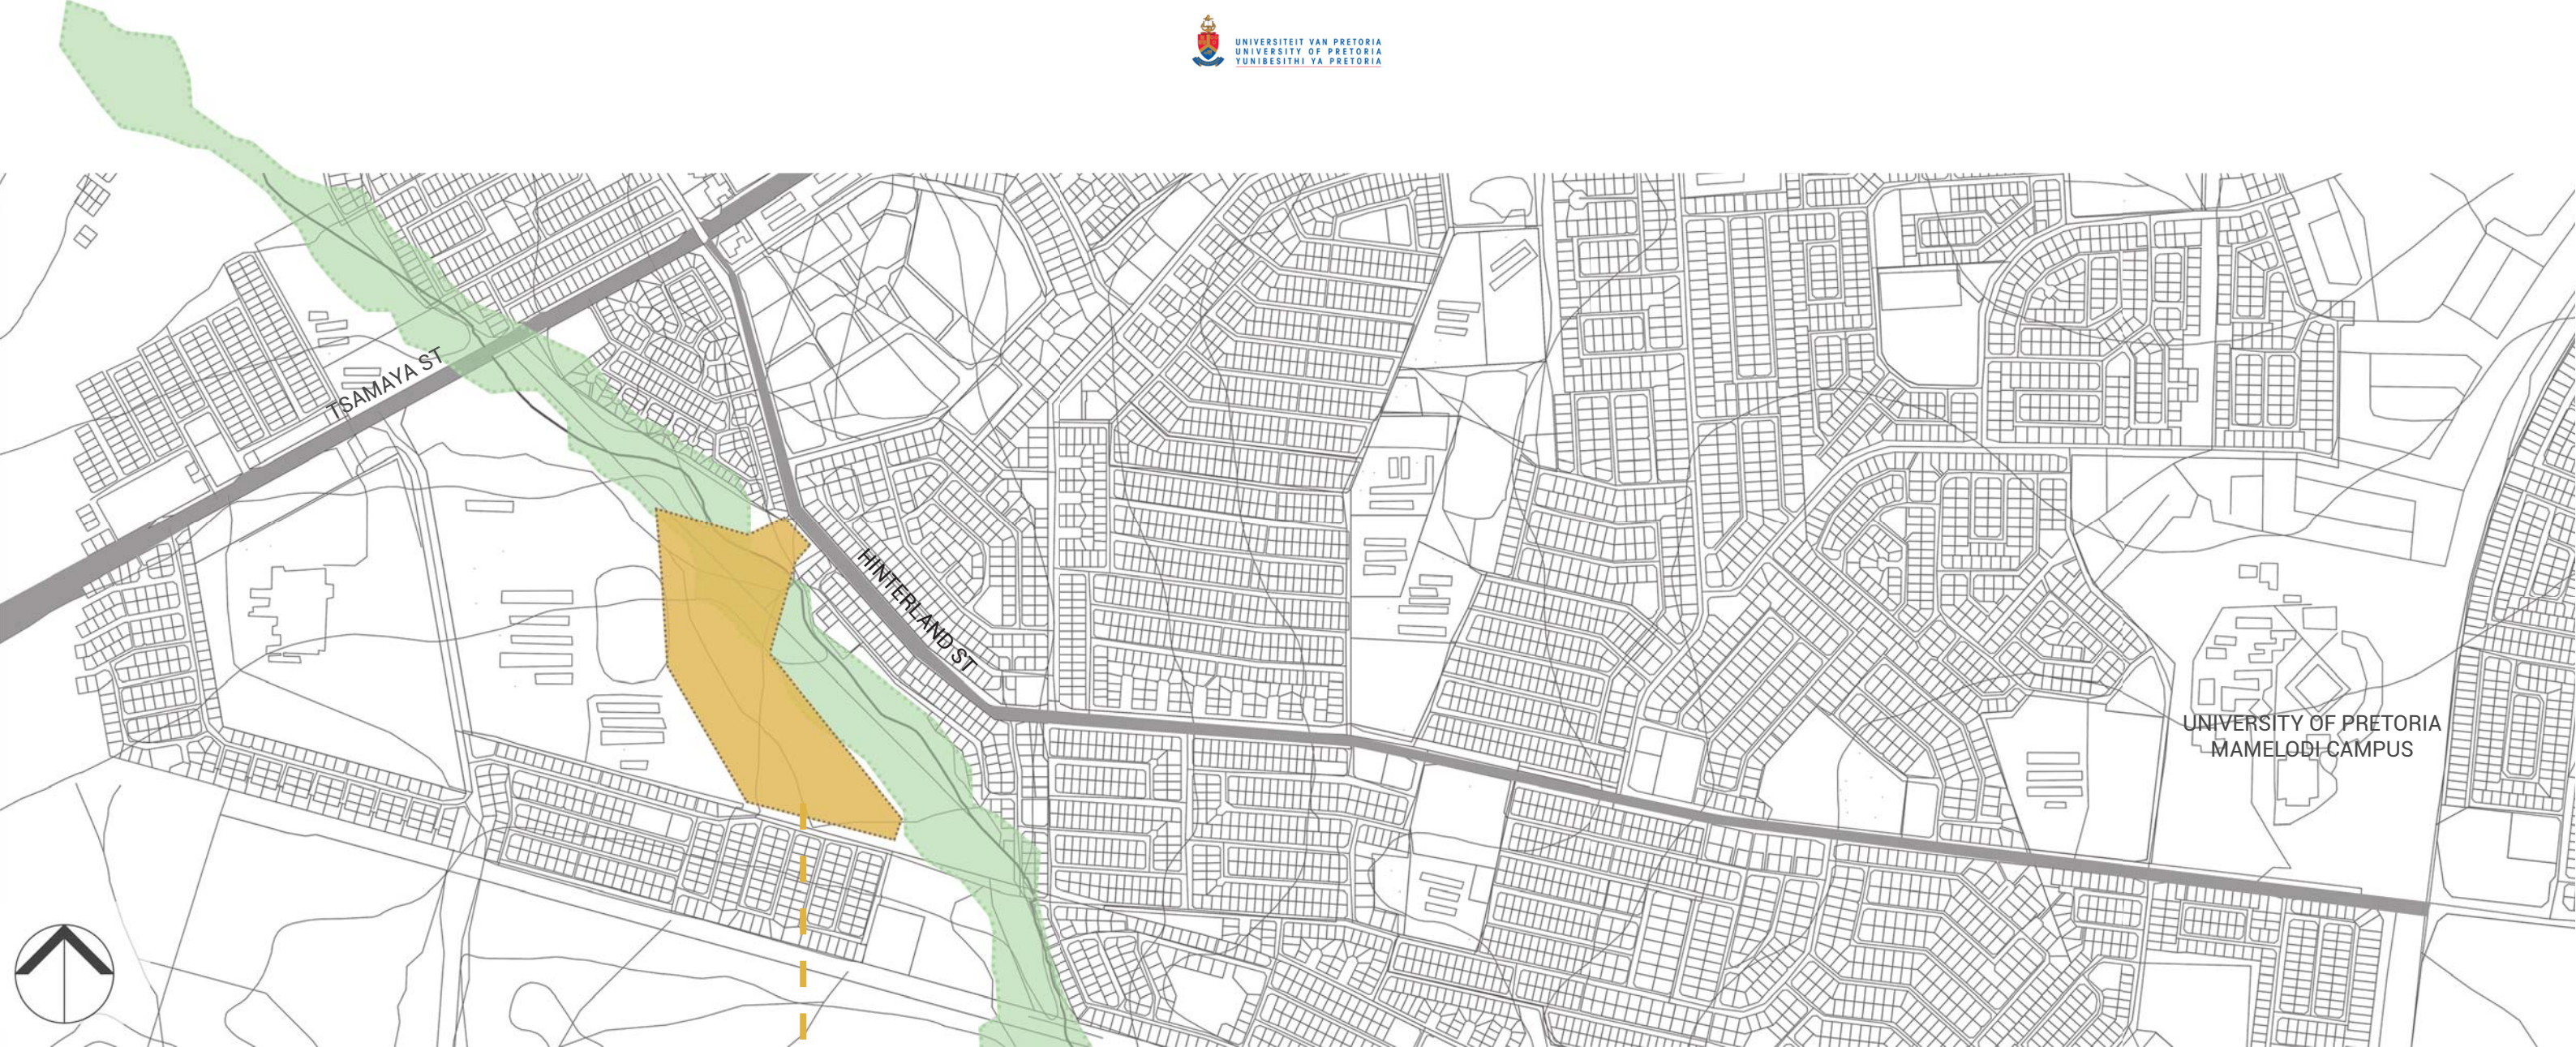 UNIVERSITEIT VAN PRETORIA
UNIVERSITY OF PRETORIA
YUNIBESITHI YA PRETORIA
TSAMAYA ST
HINTERLAND ST
UNIVERSITY OF PRETORIA
MAMELODI CAMPUS